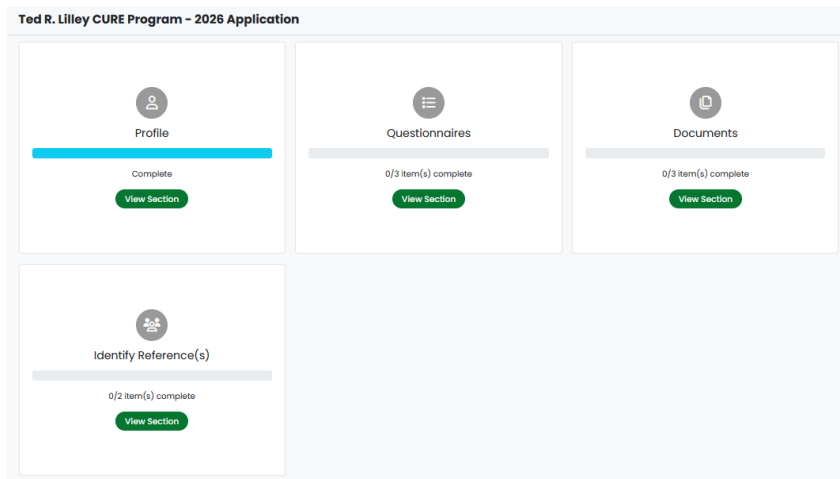 Ted R. Lilley CURE Program - 2026 Application
Profile
Complete
View Section
Questionnaires
0/3 item(s) complete
View Section
Documents
0/3 item(s) complete
View Section
Identify Reference(s)
0/2 item(s) complete
View Section